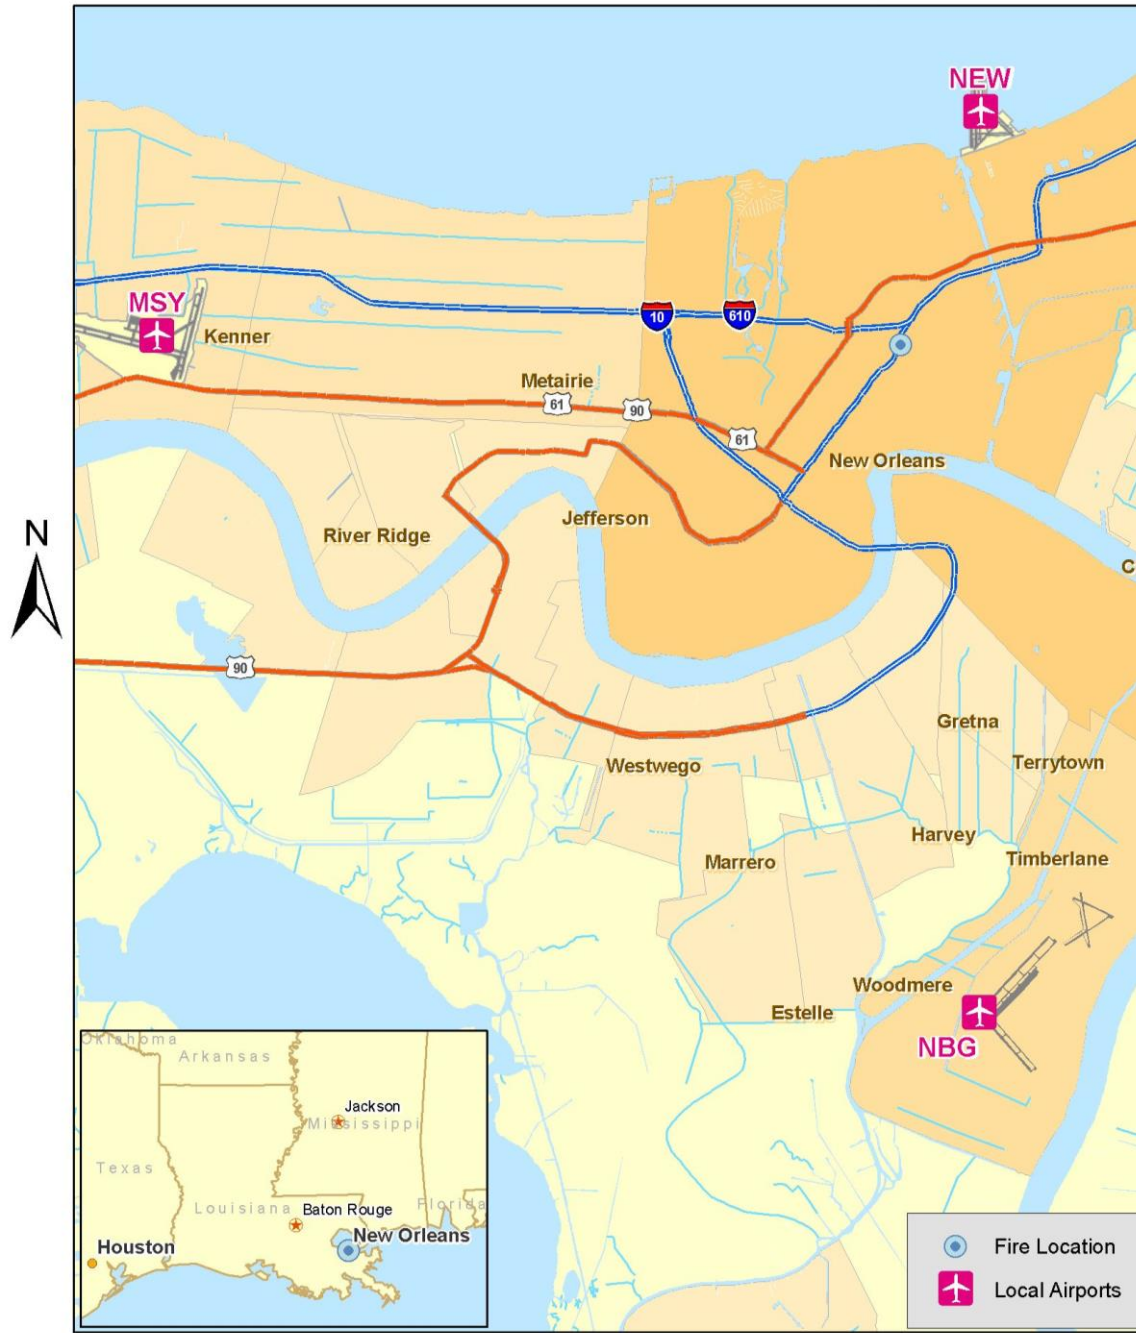 NEW
MSY
Kenner
10
610
Metairie
61
90
61
New Orleans
Jefferson
River Ridge
N
C
90
Gretna
Westwego
Terrytown
Harvey
Marrero
Timberlane
Woodmere
Estelle
NBG
Oklahoma
Arkansas
Jackson
Mississippi
Texas
Louisiana
Florida
Baton Rouge
New Orleans
Houston
Fire Location
Local Airports